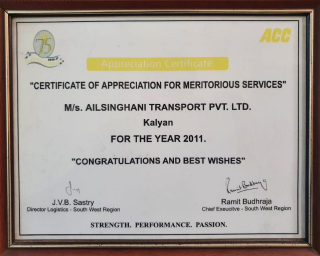 75
ACC
Appreciation Certificate
"CERTIFICATE OF APPRECIATION FOR MERITORIOUS SERVICES"
M/s. AILSINGHANI TRANSPORT PVT. LTD.
Kalyan
FOR THE YEAR 2011.
"CONGRATULATIONS AND BEST WISHES"
J.V.B. Sastry
Director Logistics - South West Region
Ramit Budhraja
Chief Executive - South West Region
STRENGTH. PERFORMANCE. PASSION.